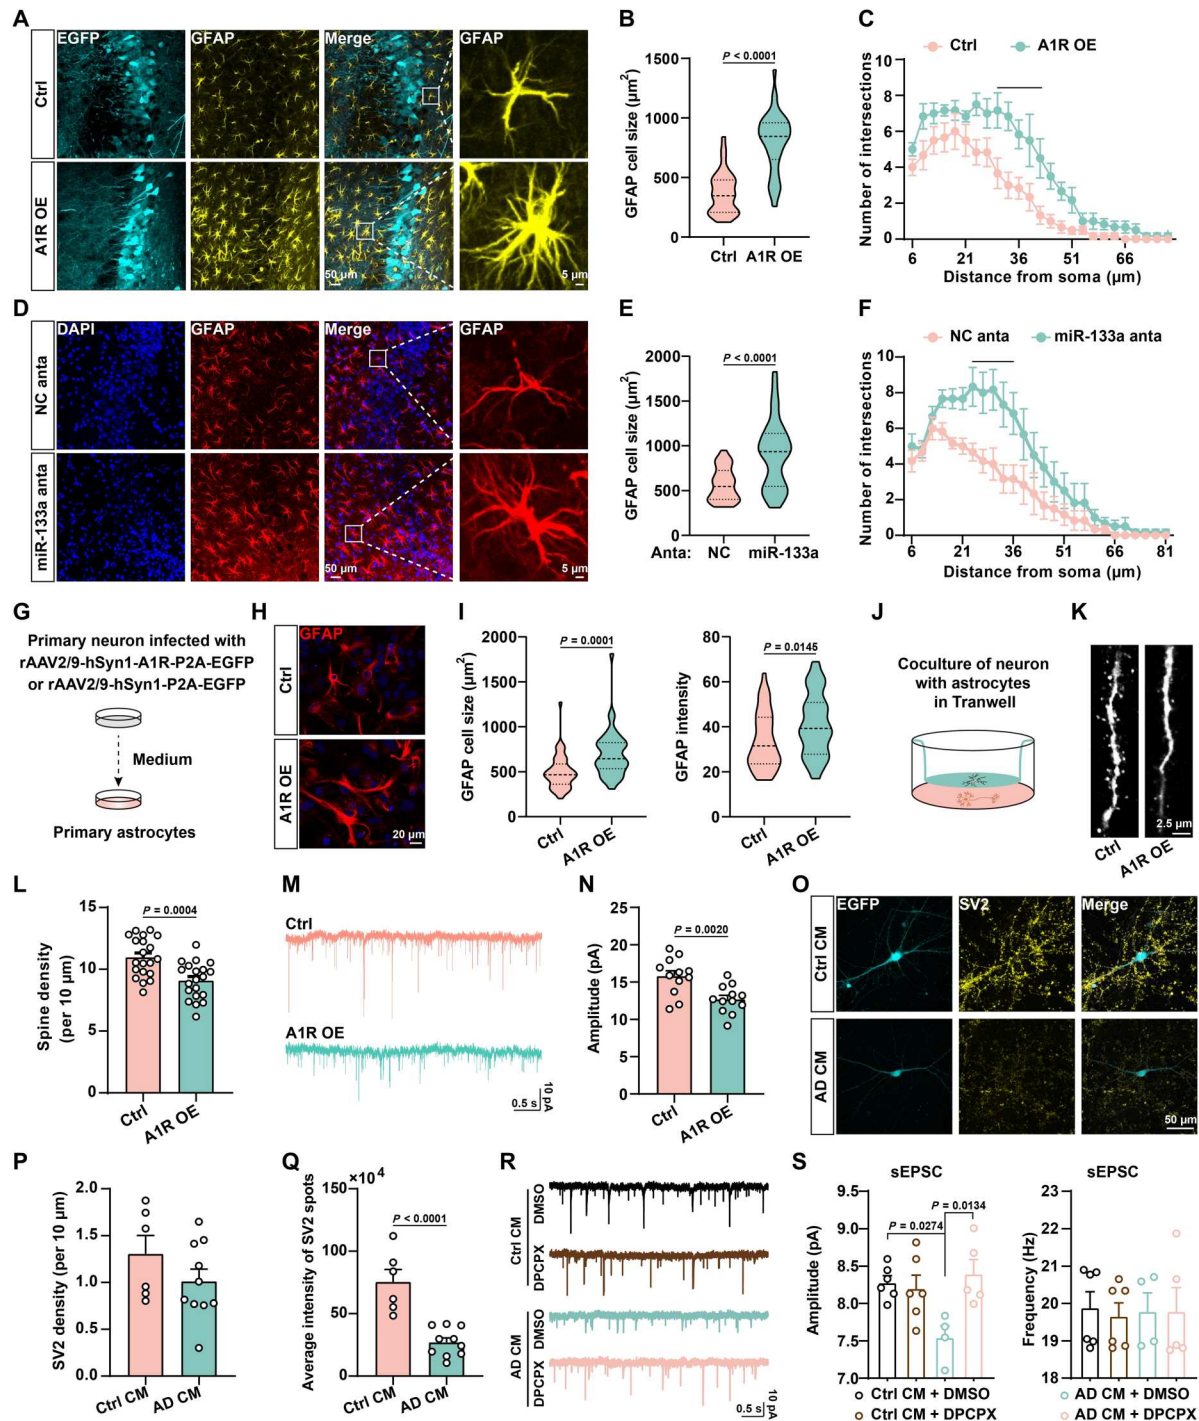 A
EGFP
GFAP
Merge
GFAP
Ctrl
A1R OE
50 µm
5 µm
B
GFAP cell size (µm²)
1500
1000
500
0
P < 0.0001
Ctrl
A1R OE
C
Ctrl
A1R OE
Number of intersections
10
8
6
4
2
0
6
21
36
51
66
Distance from soma (µm)
D
DAPI
GFAP
Merge
GFAP
NC anta
miR-133a anta
50 µm
5 µm
E
GFAP cell size (µm²)
2000
1500
1000
500
0
P < 0.0001
Anta:
NC
miR-133a
F
NC anta
miR-133a anta
Number of intersections
10
8
6
4
2
0
6
21
36
51
66
81
Distance from soma (µm)
G
Primary neuron infected with
rAAV2/9-hSyn1-A1R-P2A-EGFP
or rAAV2/9-hSyn1-P2A-EGFP
Medium
Primary astrocytes
H
GFAP
Ctrl
A1R OE
20 µm
I
GFAP cell size (µm²)
2000
1500
1000
500
0
P = 0.0001
Ctrl
A1R OE
GFAP intensity
80
60
40
20
0
P = 0.0145
Ctrl
A1R OE
J
Coculture of neuron
with astrocytes
in Tranwell
K
2.5 µm
Ctrl
A1R OE
L
Spine density
(per 10 µm)
15
10
5
0
P = 0.0004
Ctrl
A1R OE
M
Ctrl
A1R OE
0.5 s
10 pA
N
Amplitude (pA)
25
20
15
10
5
0
P = 0.0020
Ctrl
A1R OE
O
EGFP
SV2
Merge
Ctrl CM
AD CM
50 µm
P
SV2 density (per 10 µm)
2.0
1.5
1.0
0.5
0
Ctrl CM
AD CM
Q
Average intensity of SV2 spots
×10⁴
150
100
50
0
P < 0.0001
Ctrl CM
AD CM
R
Ctrl CM
DMSO
DPCPX
AD CM
DMSO
DPCPX
0.5 s
10 pA
S
sEPSC
Amplitude (pA)
9.5
9.0
8.5
8.0
7.5
7.0
P = 0.0274
P = 0.0134
sEPSC
Frequency (Hz)
23
22
21
20
19
18
Ctrl CM + DMSO
Ctrl CM + DPCPX
AD CM + DMSO
AD CM + DPCPX